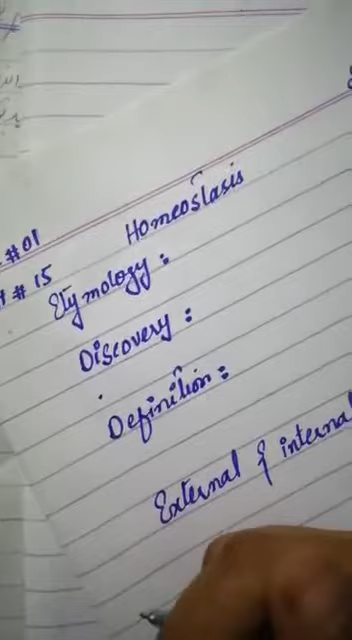 #01
# 15
Homeostasis
Etymology :
Discovery :
Definition :
External & internal